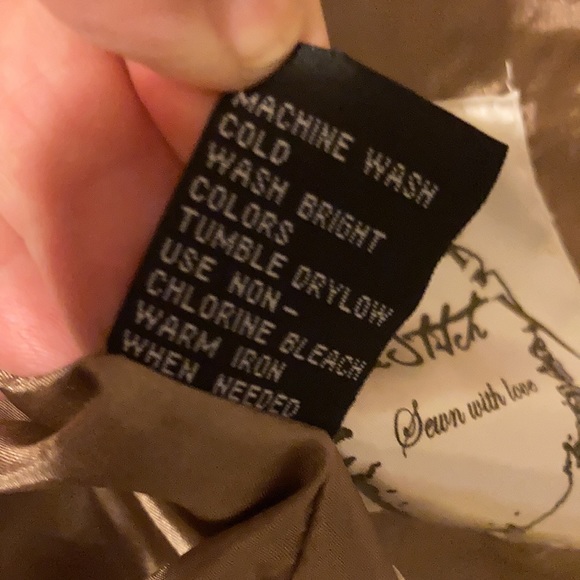 MACHINE WASH
COLD
WASH BRIGHT
COLORS
TUMBLE DRYLOW
USE NON-
CHLORINE BLEACH
WARM IRON
WHEN NEEDED
Stitch
Sewn with love